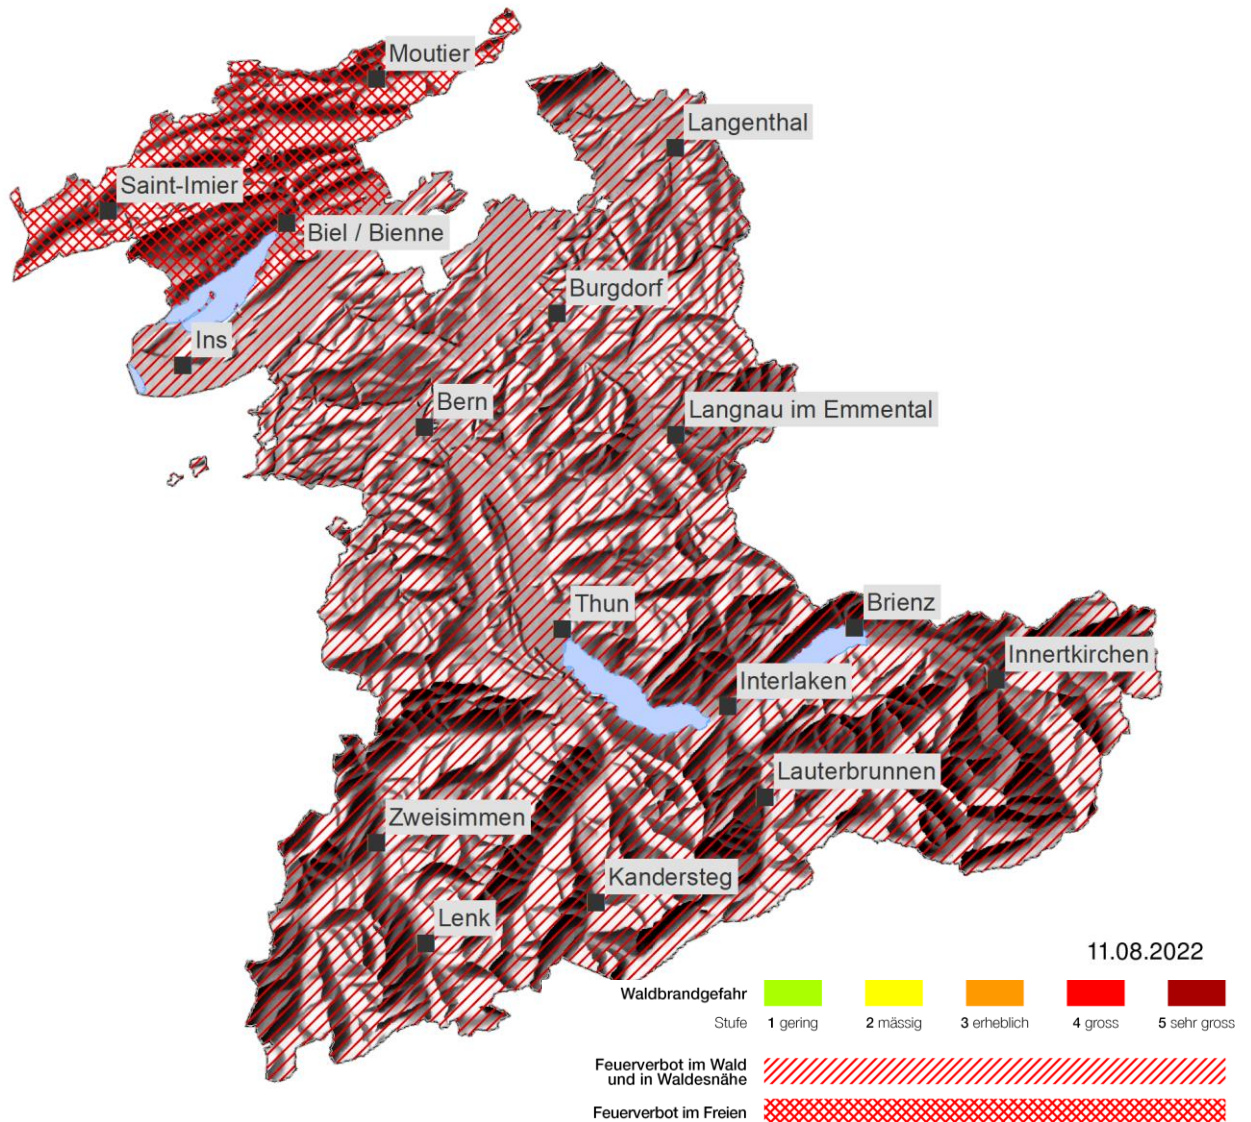 Moutier
Langenthal
Saint-Imier
Biel / Bienne
Burgdorf
Ins
Bern
Langnau im Emmental
Thun
Brienz
Innertkirchen
Interlaken
Lauterbrunnen
Zweisimmen
Kandersteg
Lenk
11.08.2022
Waldbrandgefahr
Stufe 1 gering 2 mässig 3 erheblich 4 gross 5 sehr gross
Feuerverbot im Wald
und in Waldesnähe
Feuerverbot im Freien